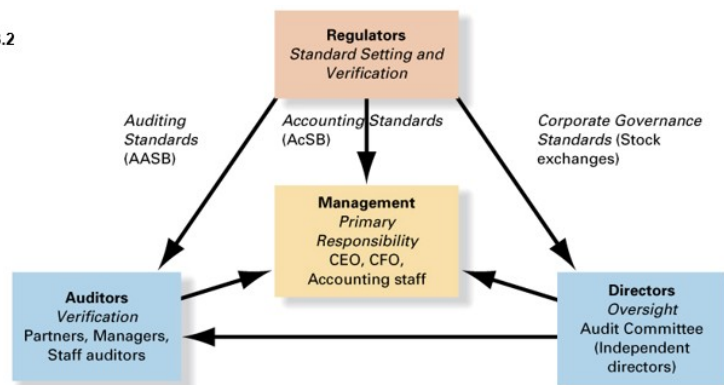 .2
Regulators
Standard Setting and
Verification
Auditing
Standards
(AASB)
Accounting Standards
(AcSB)
Corporate Governance
Standards (Stock
exchanges)
Management
Primary
Responsibility
CEO, CFO,
Accounting staff
Auditors
Verification
Partners, Managers,
Staff auditors
Directors
Oversight
Audit Committee
(Independent
directors)